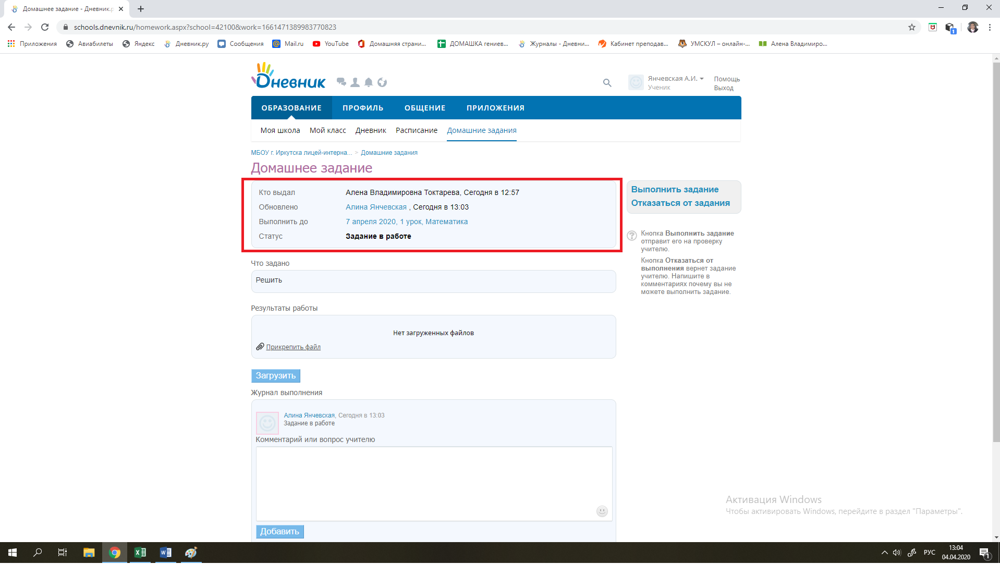 Домашнее задание - Дневник.р
schools.dnevnik.ru/homework.aspx?school=42100&work=1661471389983770823
Приложения Авиабилеты Яндекс Дневник.ру Сообщения Mail.ru YouTube Домашняя страни... ДОМАШКА гениев... Журналы - Дневни... Кабинет преподав... УМСКУЛ – онлайн-... Алена Владимиро...
Дневник
Янчевская А.И.
Ученик
Помощь
Выход
ОБРАЗОВАНИЕ ПРОФИЛЬ ОБЩЕНИЕ ПРИЛОЖЕНИЯ
Моя школа Мой класс Дневник Расписание Домашние задания
МБОУ г. Иркутска лицей-интерна... > Домашние задания
Домашнее задание
Кто выдал Алена Владимировна Токтарева, Сегодня в 12:57
Обновлено Алина Янчевская , Сегодня в 13:03
Выполнить до 7 апреля 2020, 1 урок, Математика
Статус Задание в работе
Выполнить задание
Отказаться от задания
? Кнопка Выполнить задание
отправит его на проверку
учителю.
Кнопка Отказаться от
выполнения вернет задание
учителю. Напишите в
комментариях почему вы не
можете выполнить задание.
Что задано
Решить
Результаты работы
Нет загруженных файлов
Прикрепить файл
Загрузить
Журнал выполнения
Алина Янчевская, Сегодня в 13:03
Задание в работе
Комментарий или вопрос учителю
Добавить
Активация Windows
Чтобы активировать Windows, перейдите в раздел "Параметры".
РУС
13:04
04.04.2020
1